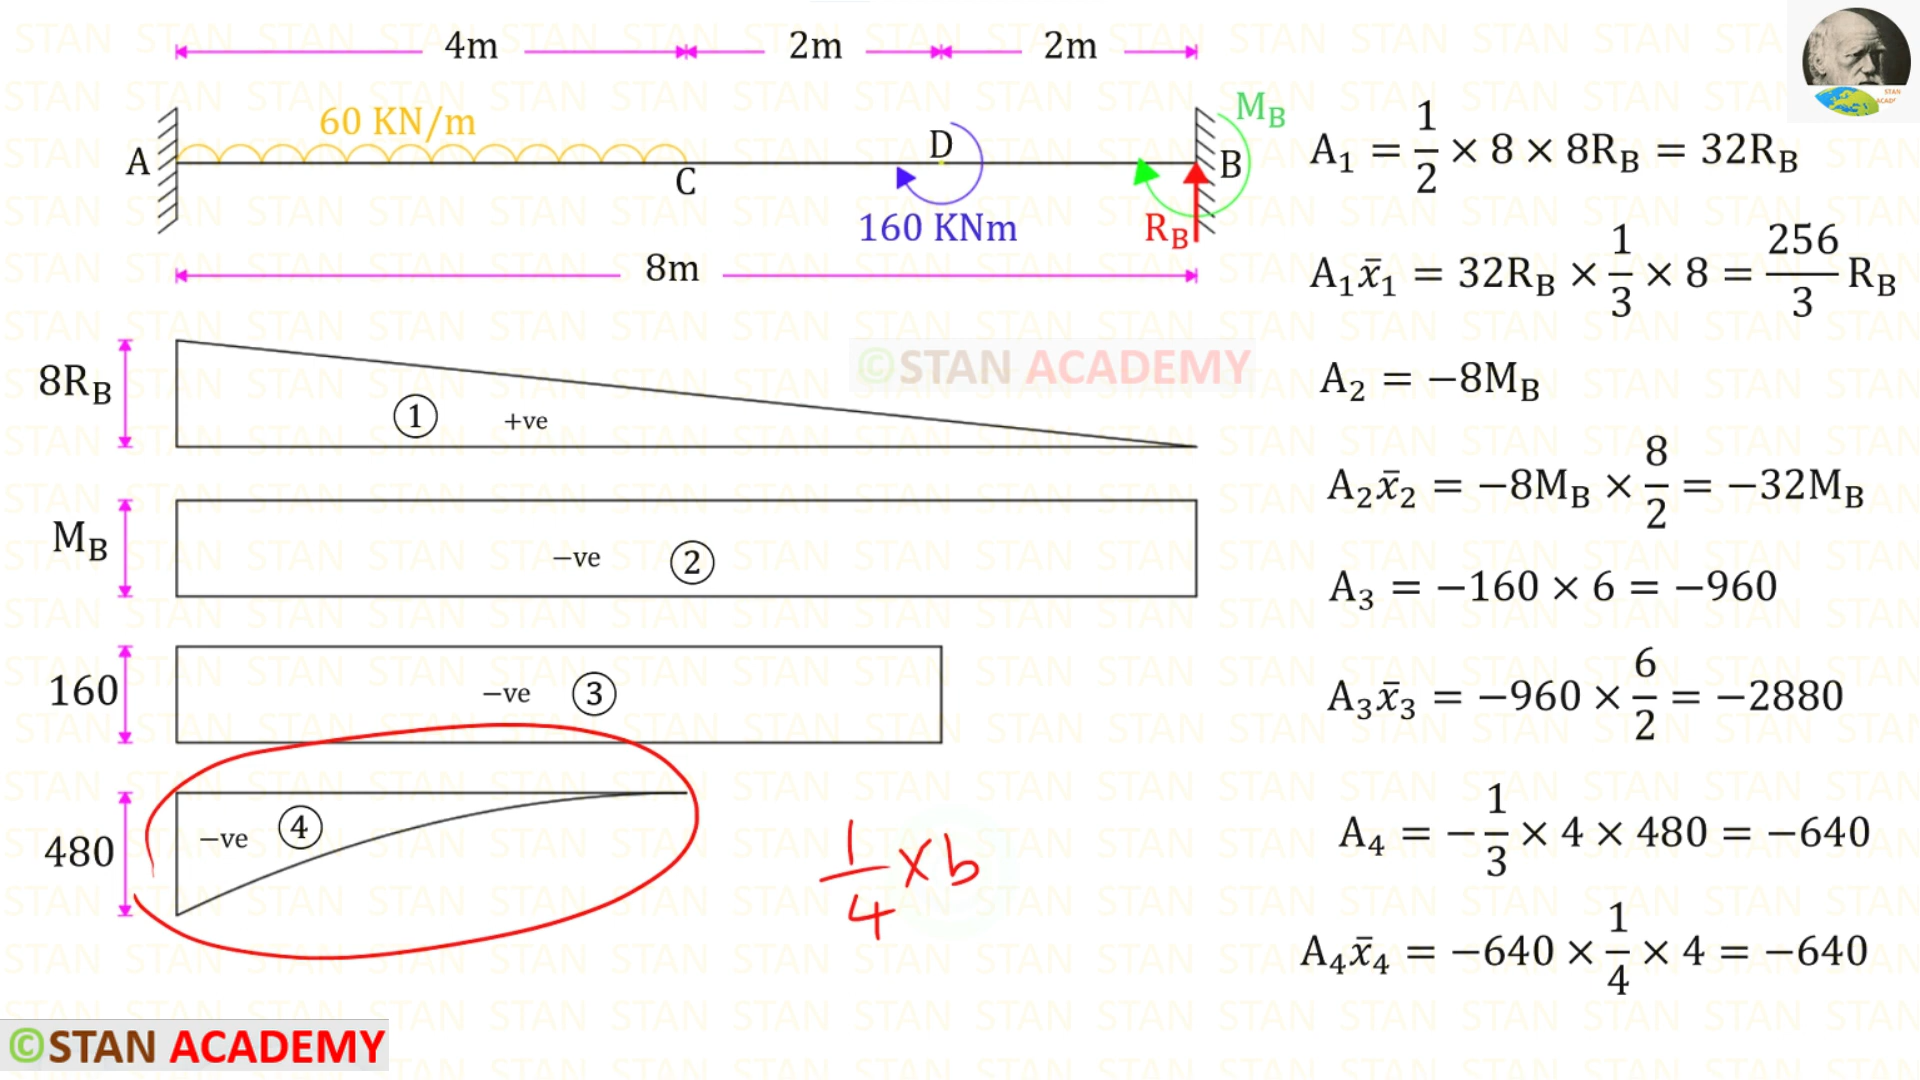 4m 2m 2m
60 KN/m
A
C
D
B
M_B
160 KNm
R_B
8m
8R_B
① +ve
M_B
−ve ②
160
−ve ③
480
−ve ④
1/4 × b
A₁ = 1/2 × 8 × 8R_B = 32R_B
A₁x̄₁ = 32R_B × 1/3 × 8 = 256/3 R_B
A₂ = −8M_B
A₂x̄₂ = −8M_B × 8/2 = −32M_B
A₃ = −160 × 6 = −960
A₃x̄₃ = −960 × 6/2 = −2880
A₄ = −1/3 × 4 × 480 = −640
A₄x̄₄ = −640 × 1/4 × 4 = −640
©STAN ACADEMY
©STAN ACADEMY
STAN